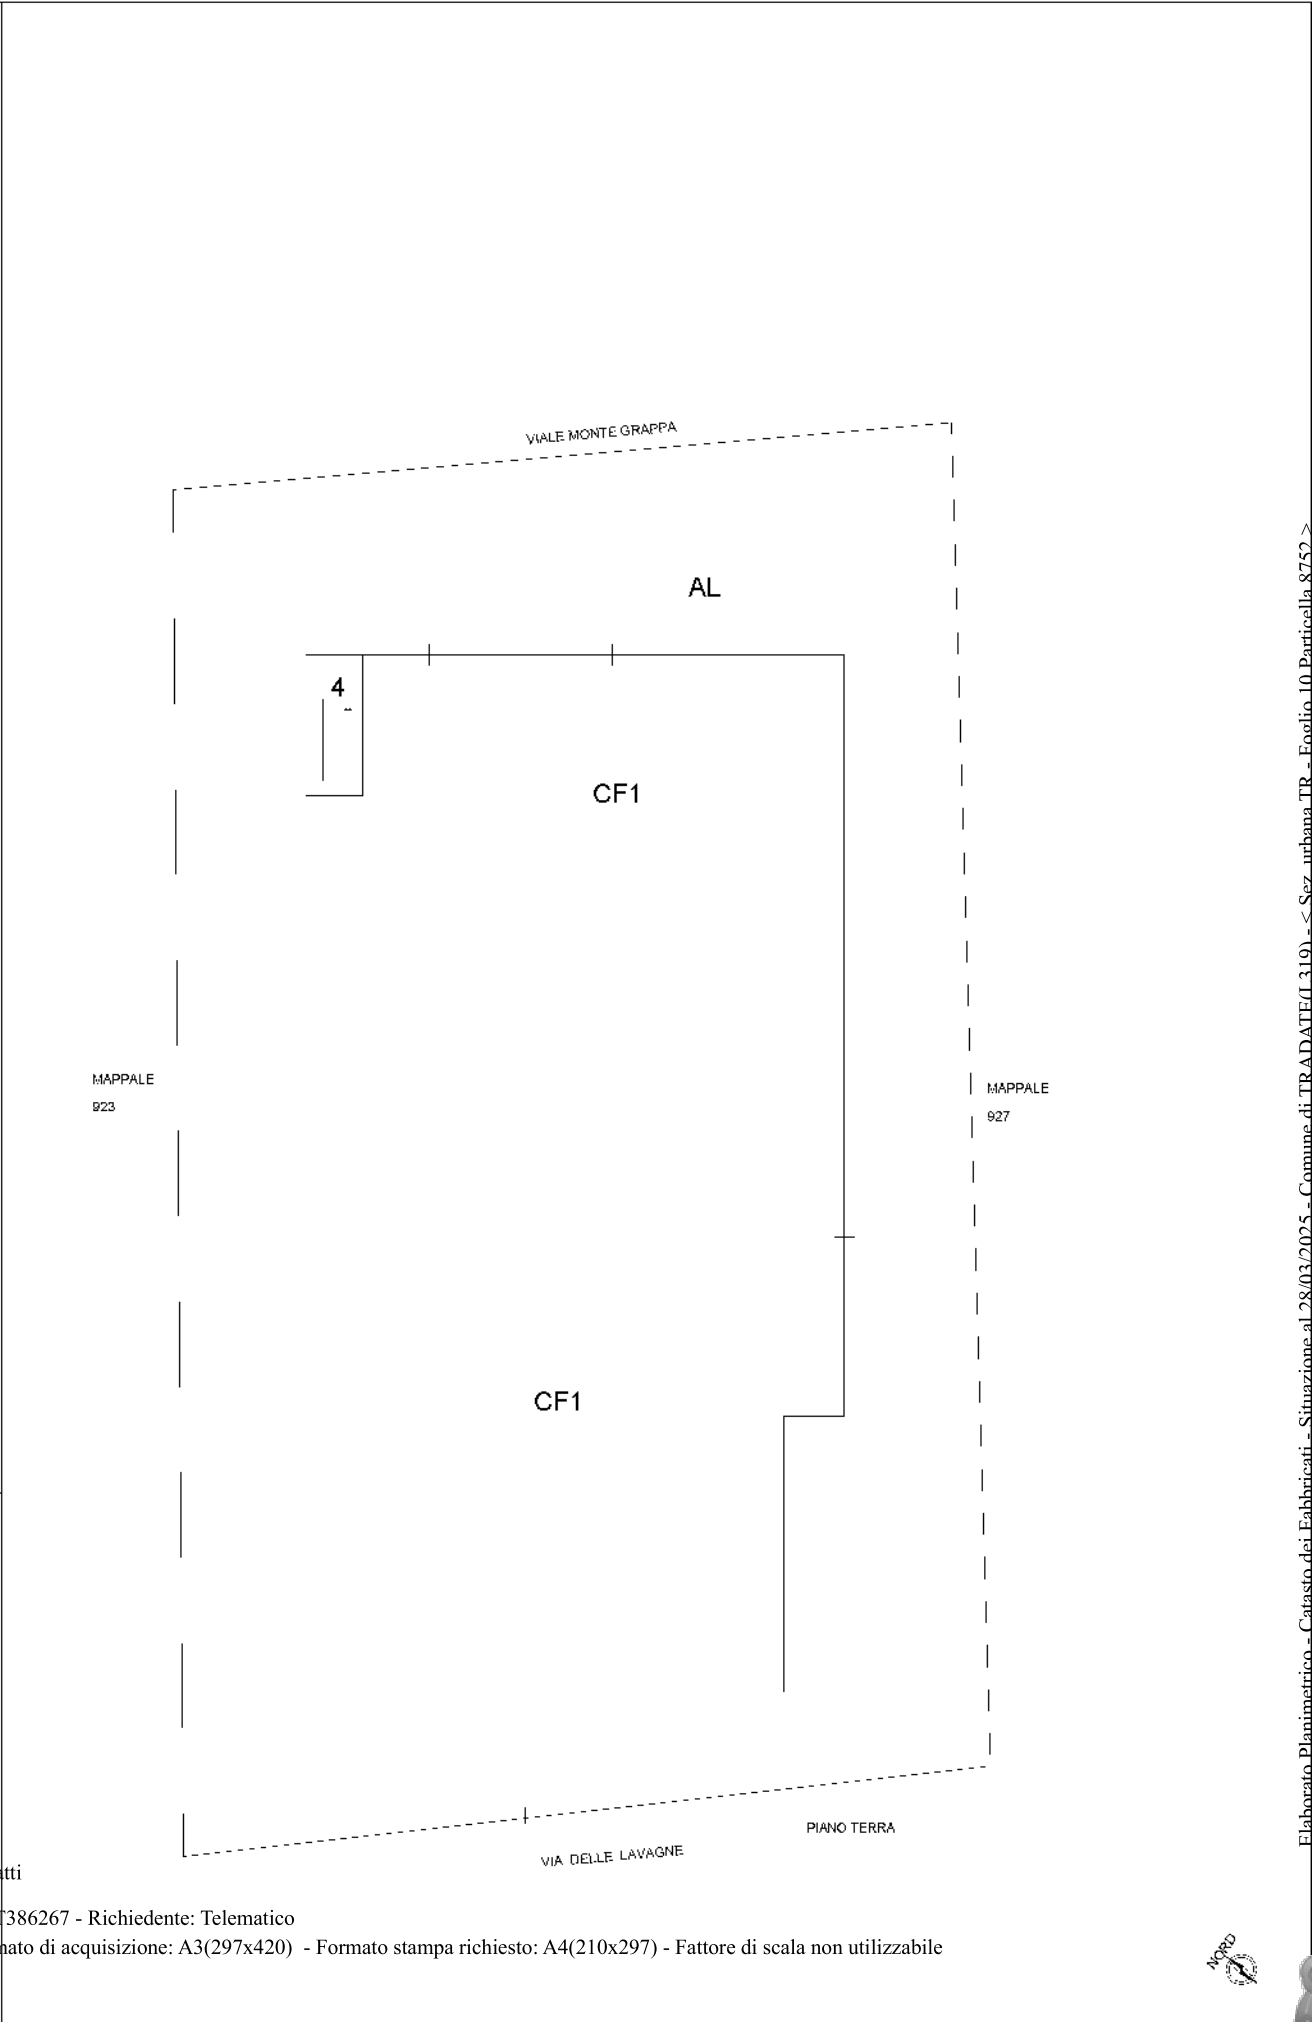 VIALE MONTE GRAPPA
AL
4
CF1
MAPPALE
923
MAPPALE
927
CF1
PIANO TERRA
VIA DELLE LAVAGNE
NORD
Elaborato Planimetrico - Catasto dei Fabbricati - Situazione al 28/03/2025 - Comune di TRADATE(L319) - < Sez. urbana TR - Foglio 10 Particella 8752 >
atti
T386267 - Richiedente: Telematico
mato di acquisizione: A3(297x420) - Formato stampa richiesto: A4(210x297) - Fattore di scala non utilizzabile